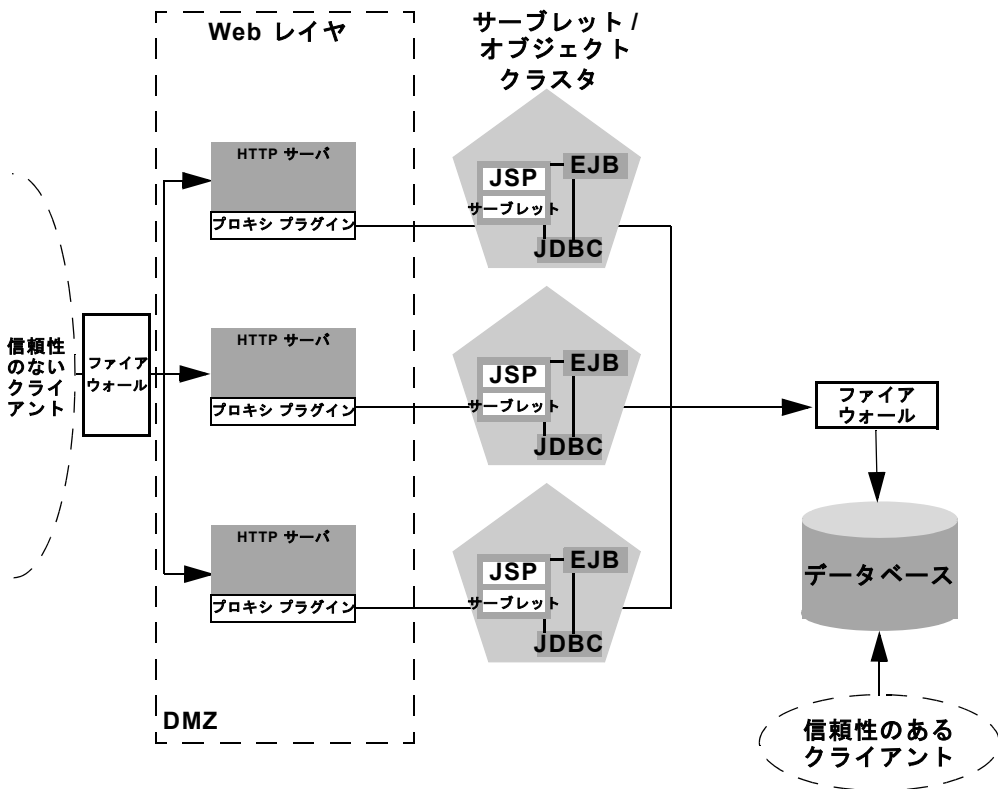 Web レイヤ
サーブレット /
オブジェクト
クラスタ
HTTP サーバ
プロキシ プラグイン
JSP
サーブレット
EJB
JDBC
信頼性
のない
クライ
アント
ファイア
ウォール
HTTP サーバ
プロキシ プラグイン
JSP
サーブレット
EJB
JDBC
ファイア
ウォール
HTTP サーバ
プロキシ プラグイン
JSP
サーブレット
EJB
JDBC
データベース
DMZ
信頼性のある
クライアント